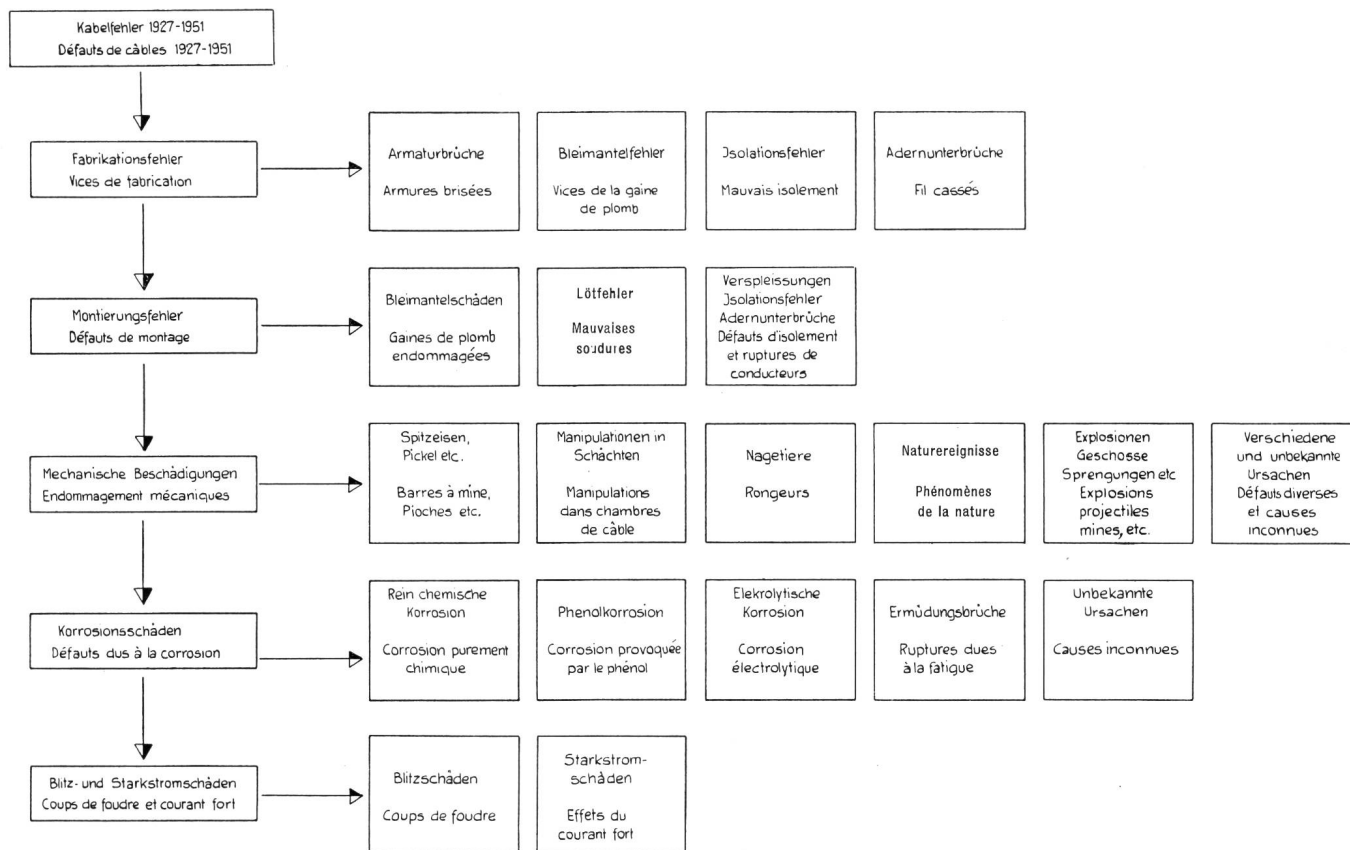 Kabelfehler 1927-1951
Défauts de câbles 1927-1951
Fabrikationsfehler
Vices de fabrication
Armaturbrüche
Armures brisées
Bleimantelfehler
Vices de la gaine
de plomb
Isolationsfehler
Mauvais isolement
Adernunterbrüche
Fil cassés
Montierungsfehler
Défauts de montage
Bleimantelschäden
Gaines de plomb
endommagées
Lötfehler
Mauvaises
soudures
Verspleissungen
Isolationsfehler
Adernunterbrüche
Défauts d'isolement
et ruptures de
conducteurs
Mechanische Beschädigungen
Endommagement mécaniques
Spitzeisen,
Pickel etc.
Barres à mine,
Pioches etc.
Manipulationen in
Schächten
Manipulations
dans chambres
de câble
Nagetiere
Rongeurs
Naturereignisse
Phénomènes
de la nature
Explosionen
Geschosse
Sprengungen etc
Explosions
projectiles
mines, etc.
Verschiedene
und unbekannte
Ursachen
Défauts diverses
et causes
inconnues
Korrosionsschäden
Défauts dus à la corrosion
Rein chemische
Korrosion
Corrosion purement
chimique
Phenolkorrosion
Corrosion provoquée
par le phénol
Elekrolytische
Korrosion
Corrosion
électrolytique
Ermüdungsbrüche
Ruptures dues
à la fatigue
Unbekannte
Ursachen
Causes inconnues
Blitz- und Starkstromschäden
Coups de foudre et courant fort
Blitzschäden
Coups de foudre
Starkstrom-
schäden
Effets du
courant fort